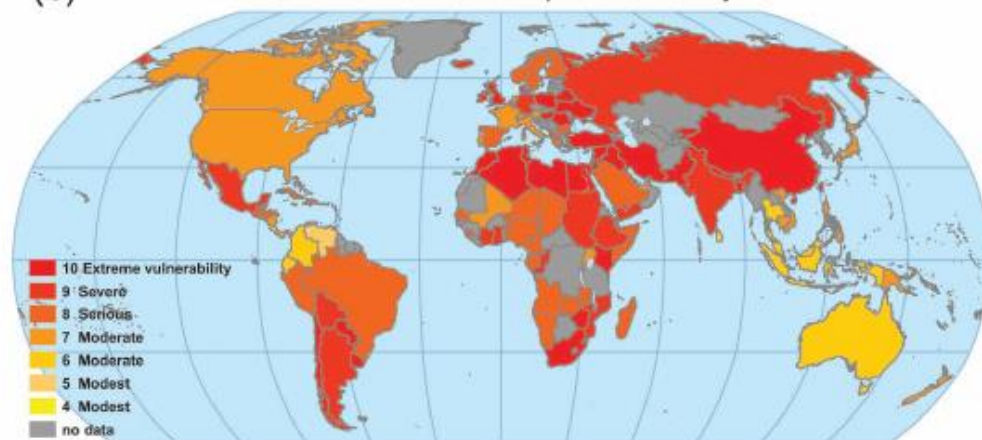 10 Extreme vulnerability
9 Severe
8 Serious
7 Moderate
6 Moderate
5 Modest
4 Modest
no data